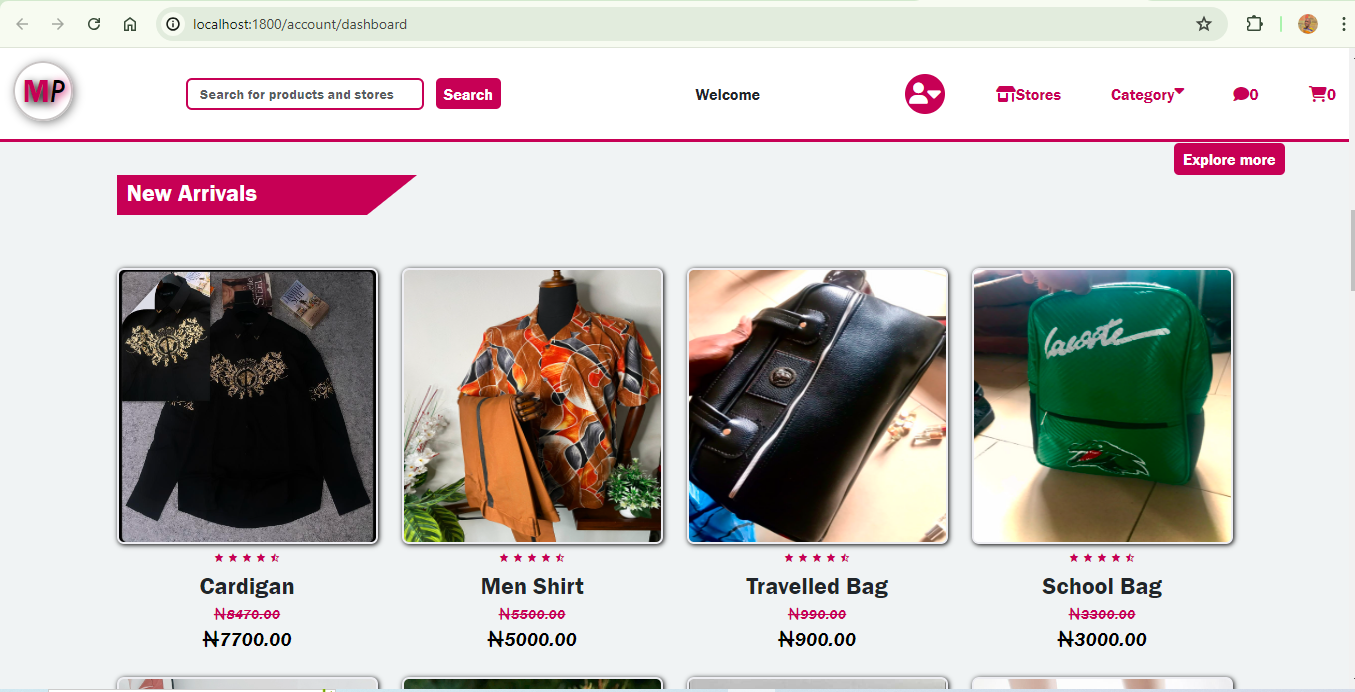 localhost:1800/account/dashboard
MP
Search for products and stores
Search
Welcome
Stores
Category
0
0
Explore more
New Arrivals
Lacoste
Cardigan
Men Shirt
Travelled Bag
School Bag
₦8470.00
₦5500.00
₦990.00
₦3300.00
₦7700.00
₦5000.00
₦900.00
₦3000.00